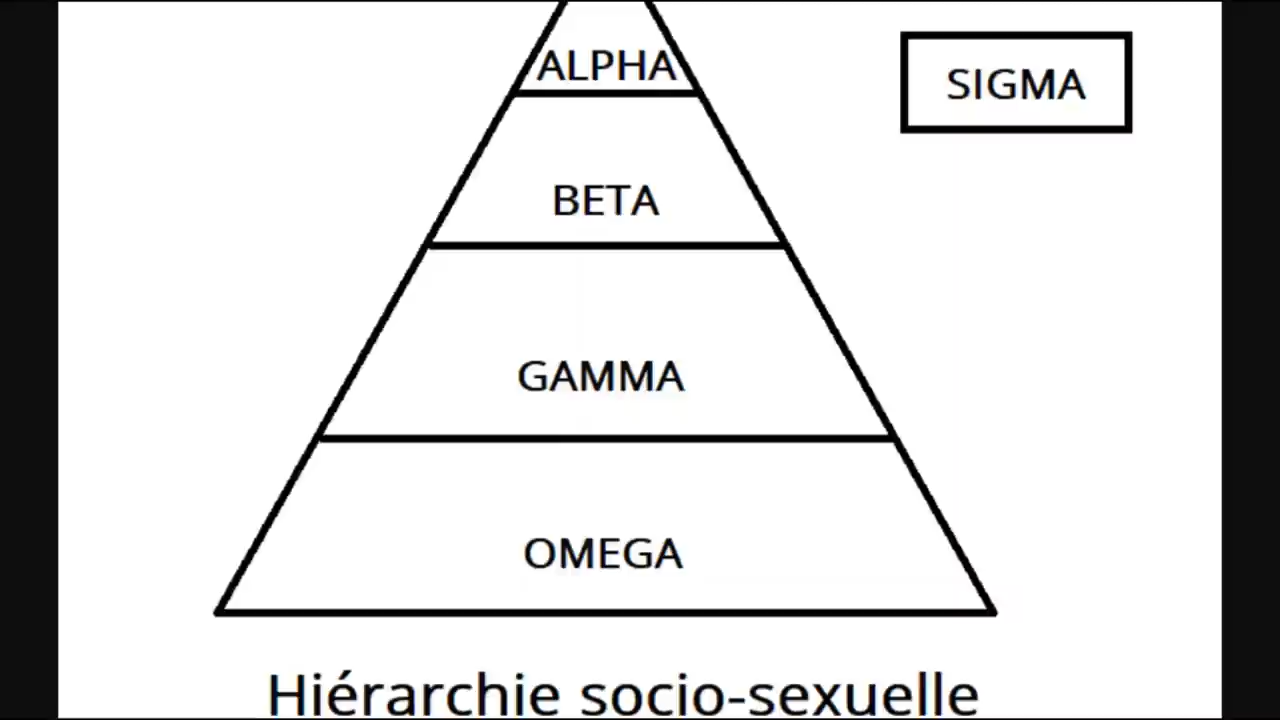 ALPHA
SIGMA
BETA
GAMMA
OMEGA
Hiérarchie socio-sexuelle